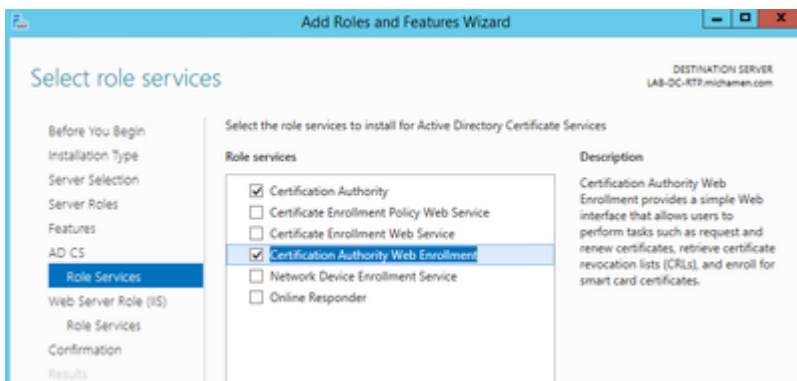 Add Roles and Features Wizard
Select role services
DESTINATION SERVER
LAB-DC-RTP.michamen.com
Before You Begin
Installation Type
Server Selection
Server Roles
Features
AD CS
Role Services
Web Server Role (IIS)
Role Services
Confirmation
Results
Select the role services to install for Active Directory Certificate Services
Role services
Certification Authority
Certificate Enrollment Policy Web Service
Certificate Enrollment Web Service
Certification Authority Web Enrollment
Network Device Enrollment Service
Online Responder
Description
Certification Authority Web
Enrollment provides a simple Web
interface that allows users to
perform tasks such as request and
renew certificates, retrieve certificate
revocation lists (CRLs), and enroll for
smart card certificates.